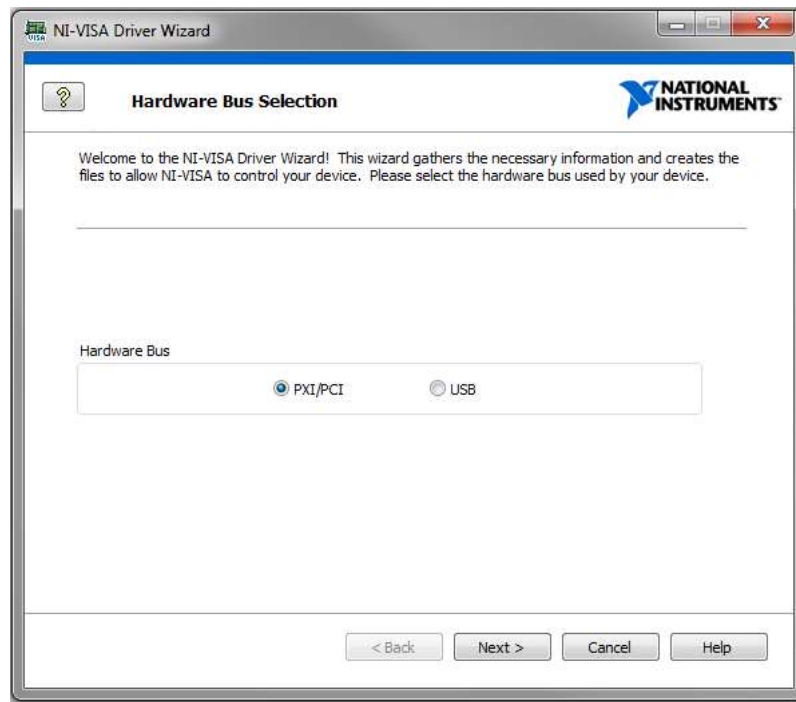 NI-VISA Driver Wizard
Hardware Bus Selection
NATIONAL
INSTRUMENTS
Welcome to the NI-VISA Driver Wizard! This wizard gathers the necessary information and creates the
files to allow NI-VISA to control your device. Please select the hardware bus used by your device.
Hardware Bus
PXI/PCI USB
< Back Next > Cancel Help